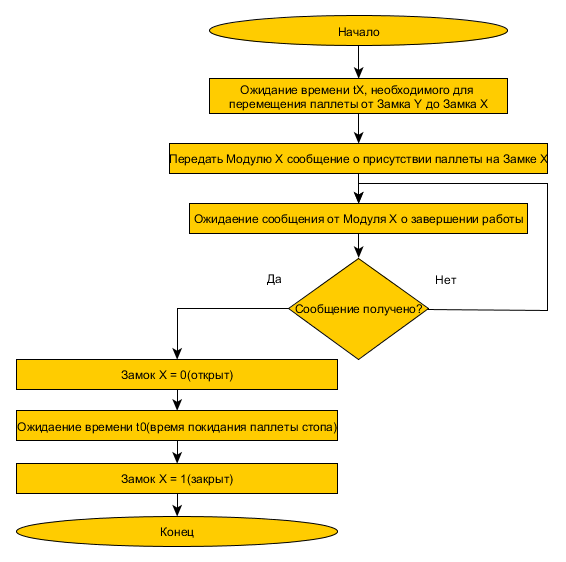 Начало
Ожидание времени tX, необходимого для
перемещения паллеты от Замка Y до Замка X
Передать Модулю X сообщение о присутствии паллеты на Замке X
Ожидаение сообщения от Модуля X о завершении работы
Да
Нет
Сообщение получено?
Замок X = 0(открыт)
Ожидаение времени t0(время покидания паллеты стопа)
Замок X = 1(закрыт)
Конец